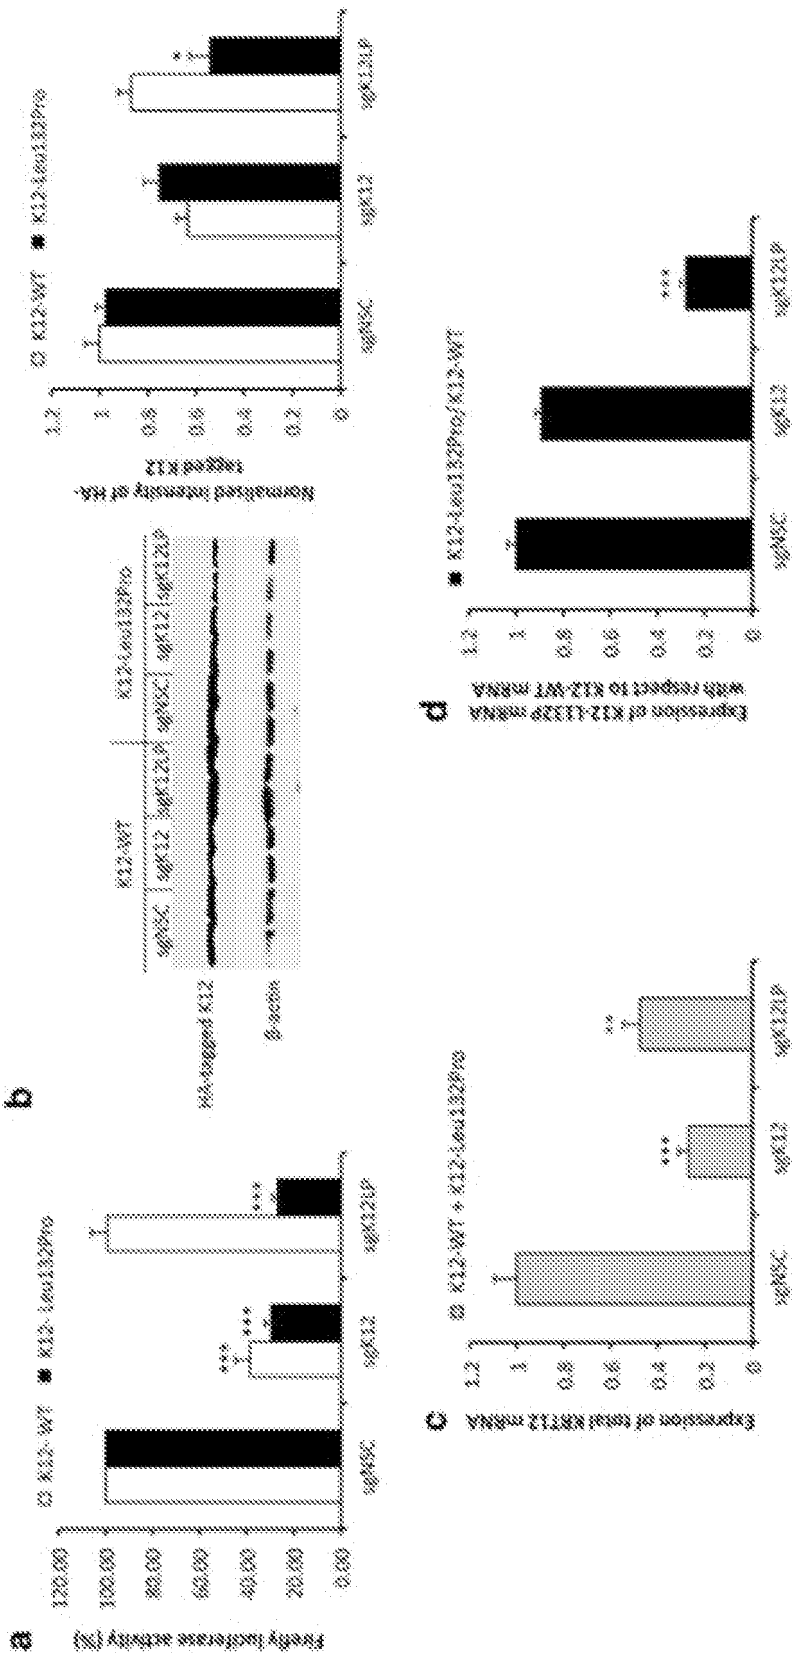 a
□ K12- WT ■ K12- Leu132Pro
Firefly luciferase activity (%)
120.00
100.00
80.00
60.00
40.00
20.00
0.00
***
***
***
sgNSC
sgK12
sgK12LP
b
K12-WT
K12-Leu132Pro
sgNSC sgK12 sgK12LP sgNSC sgK12 sgK12LP
HA-tagged K12
β-actin
□ K12-WT ■ K12-Leu132Pro
Normalised intensity of HA-
tagged K12
1.2
1
0.8
0.6
0.4
0.2
0
*
sgNSC
sgK12
sgK12LP
c
□ K12-WT + K12-Leu132Pro
Expression of total KRT12 mRNA
1.2
1
0.8
0.6
0.4
0.2
0
***
**
sgNSC
sgK12
sgK12LP
d
■ K12-Leu132Pro/K12-WT
Expression of K12-L132P mRNA
with respect to K12-WT mRNA
1.2
1
0.8
0.6
0.4
0.2
0
***
sgNSC
sgK12
sgK12LP